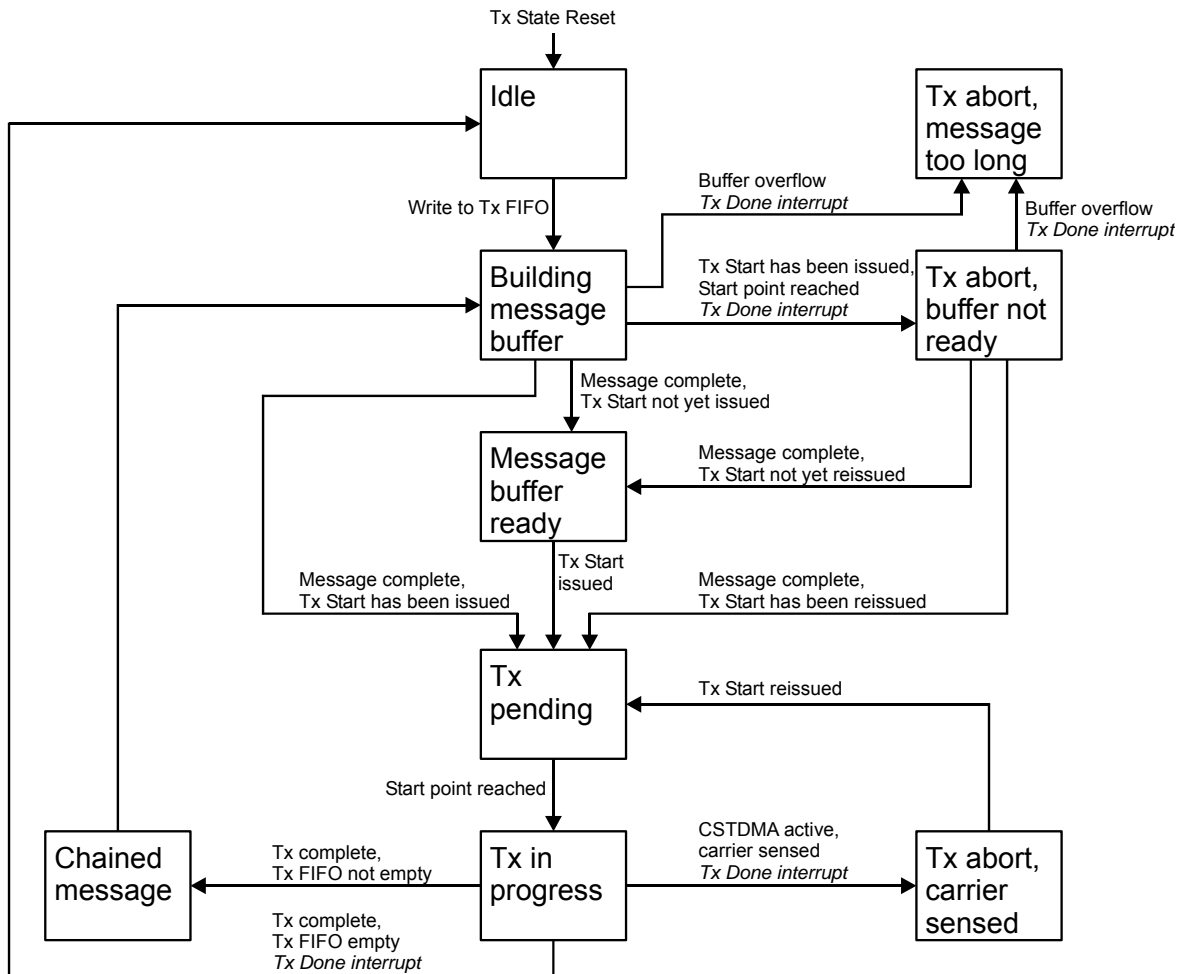 Tx State Reset
Idle
Tx abort,
message
too long
Write to Tx FIFO
Buffer overflow
Tx Done interrupt
Buffer overflow
Tx Done interrupt
Building
message
buffer
Tx Start has been issued,
Start point reached
Tx Done interrupt
Tx abort,
buffer not
ready
Message complete,
Tx Start not yet issued
Message
buffer
ready
Message complete,
Tx Start not yet reissued
Tx Start
issued
Message complete,
Tx Start has been issued
Message complete,
Tx Start has been reissued
Tx
pending
Tx Start reissued
Start point reached
Chained
message
Tx complete,
Tx FIFO not empty
Tx in
progress
CSTDMA active,
carrier sensed
Tx Done interrupt
Tx abort,
carrier
sensed
Tx complete,
Tx FIFO empty
Tx Done interrupt